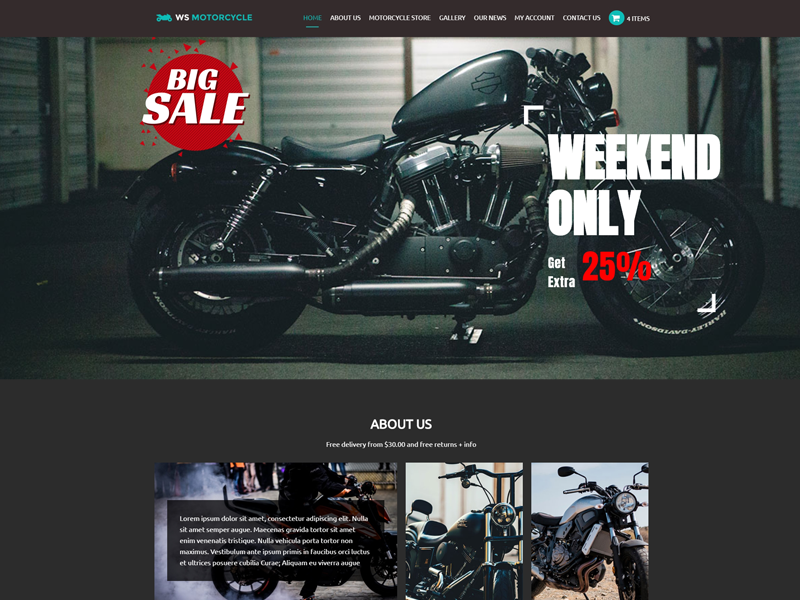 WS MOTORCYCLE
HOME ABOUT US MOTORCYCLE STORE GALLERY OUR NEWS MY ACCOUNT CONTACT US 4 ITEMS
BIG
SALE
WEEKEND
ONLY
Get
Extra
25%
HARLEY-DAVIDSON
ABOUT US
Free delivery from $30.00 and free returns + info
Lorem ipsum dolor sit amet, consectetur adipiscing elit. Nulla
sit amet semper augue. Maecenas gravida tortor sit amet
enim venenatis tristique. Nulla vehicula porta tortor non
maximus. Vestibulum ante ipsum primis in faucibus orci luctus
et ultrices posuere cubilia Curae; Aliquam eu viverra augue